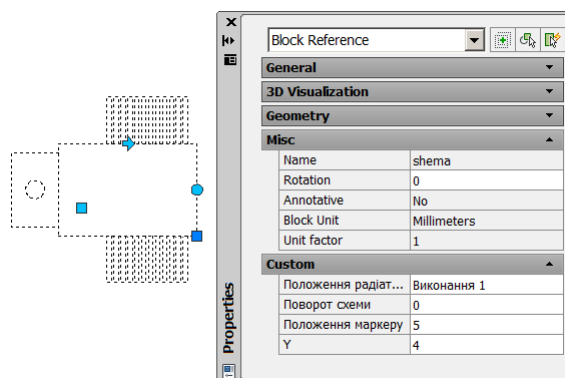 Block Reference
General
3D Visualization
Geometry
Misc
Name shema
Rotation 0
Annotative No
Block Unit Millimeters
Unit factor 1
Custom
Положення радіат... Виконання 1
Поворот схеми 0
Положення маркеру 5
Y 4
Properties